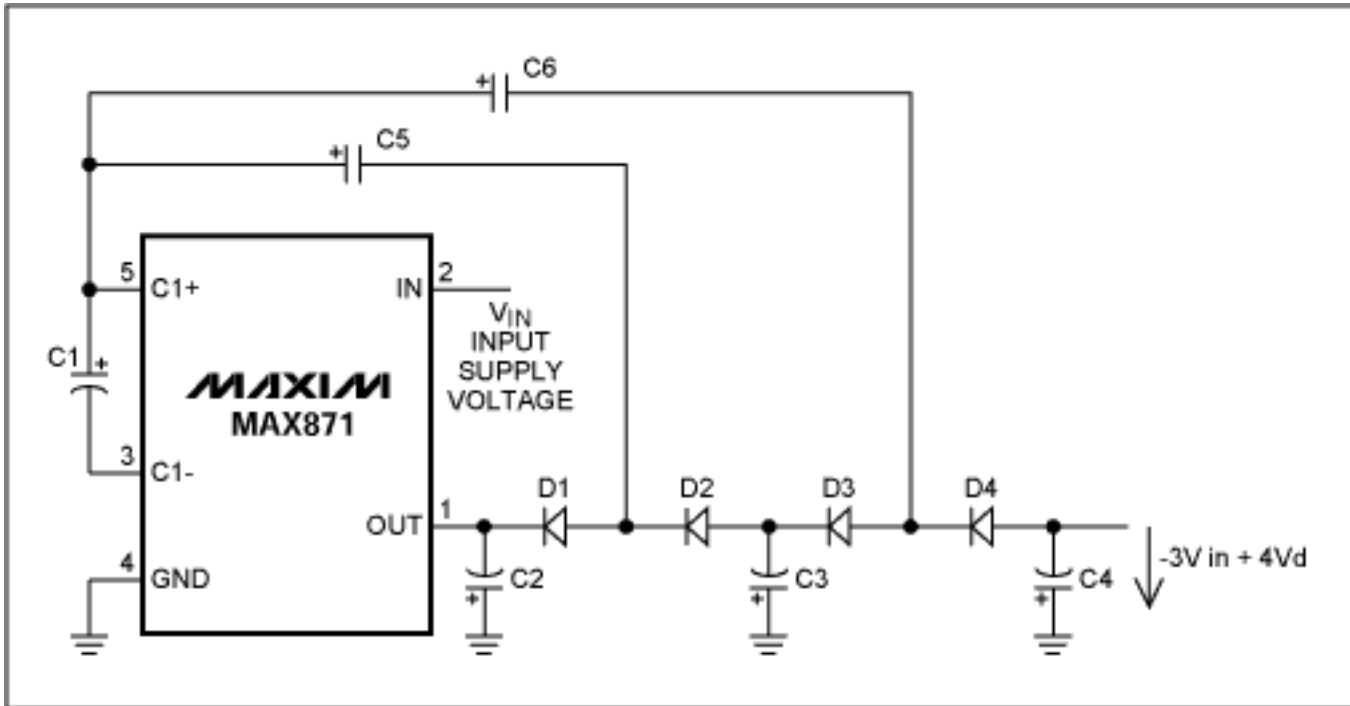 C6
+
C5
+
5
C1+
IN
2
VIN
INPUT
SUPPLY
VOLTAGE
C1
+
MAXIM
MAX871
3
C1-
D1
D2
D3
D4
OUT
1
4
GND
C2
+
C3
+
C4
+
-3V in + 4Vd